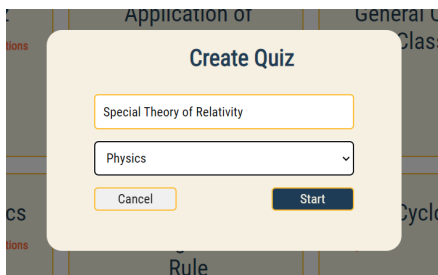 Application of
General
Class
tions
Create Quiz
Special Theory of Relativity
Physics
Cancel
Start
cs
Cyclo
tions
Rule